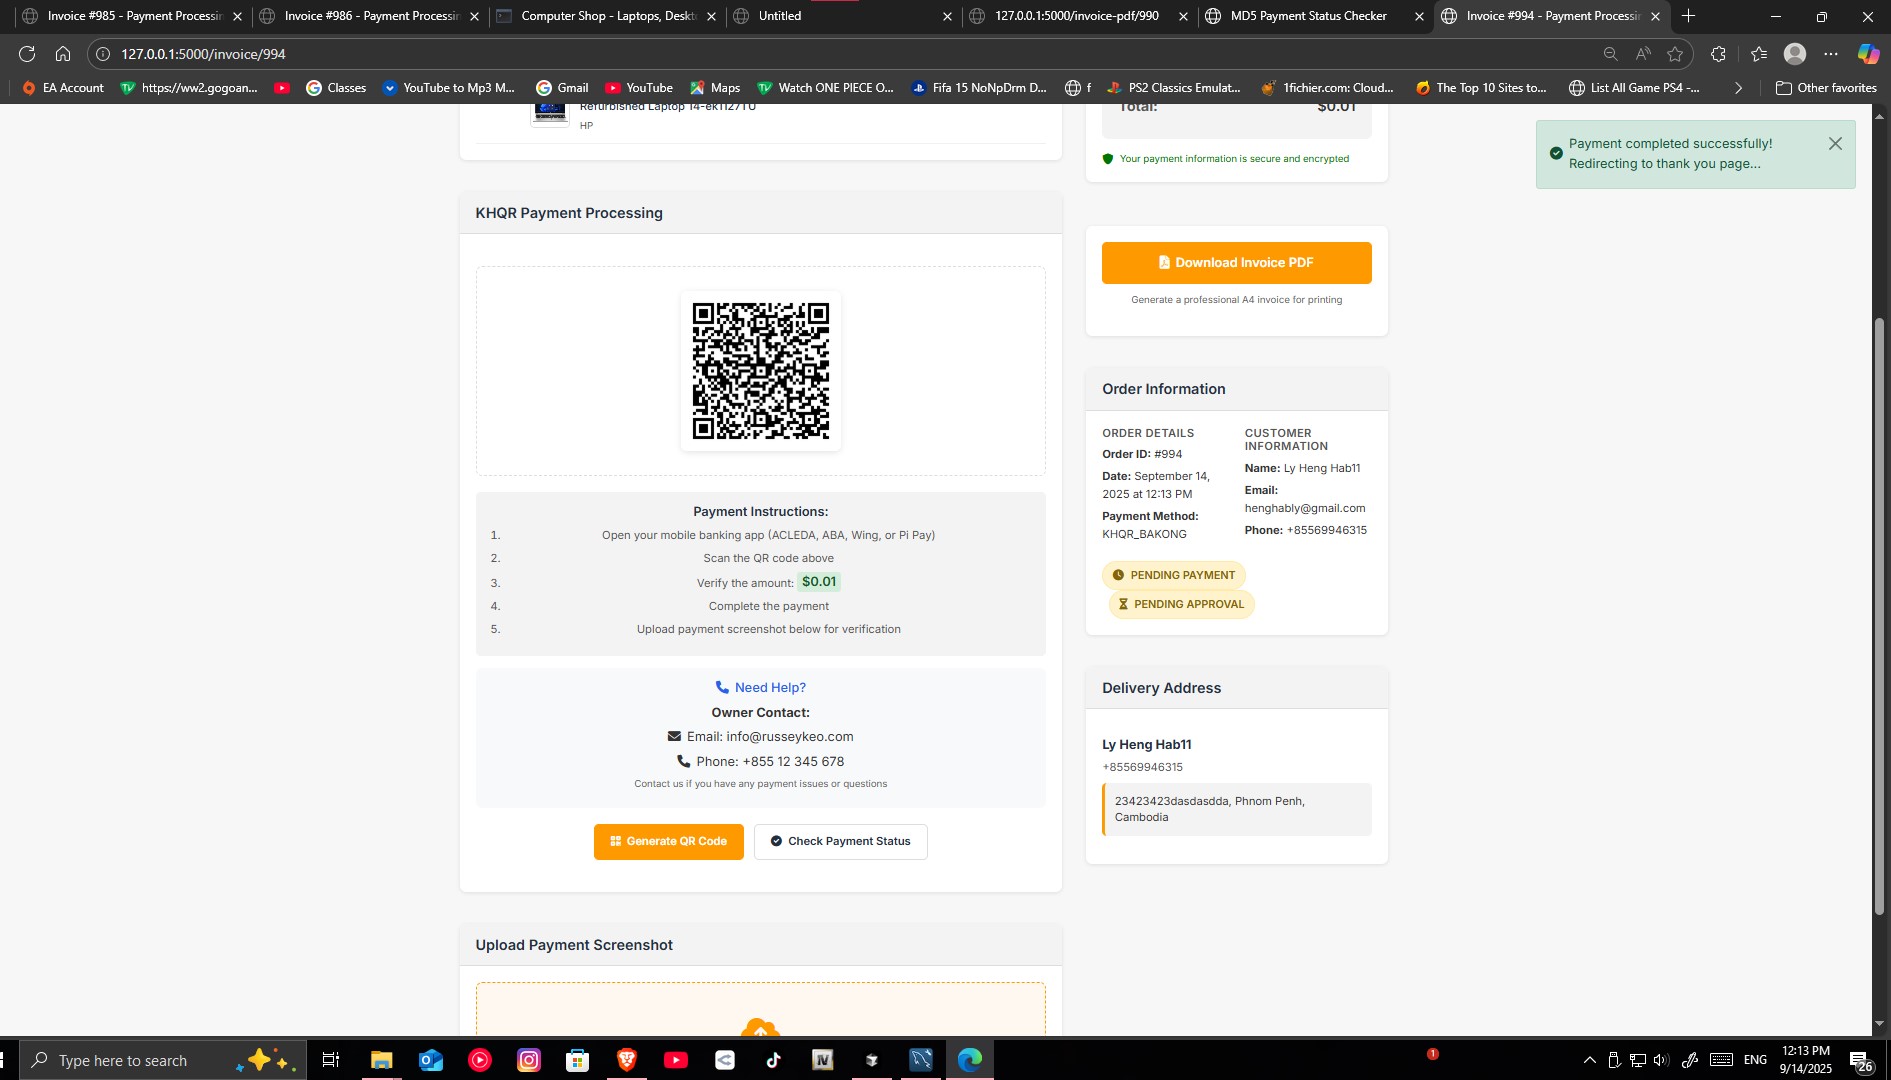 Invoice #985 - Payment Processin
Invoice #986 - Payment Processin
Computer Shop - Laptops, Deskt
Untitled
127.0.0.1:5000/invoice-pdf/990
MD5 Payment Status Checker
Invoice #994 - Payment Processin
127.0.0.1:5000/invoice/994
EA Account
https://ww2.gogoan...
Classes
YouTube to Mp3 M...
Gmail
YouTube
Maps
Watch ONE PIECE O...
Fifa 15 NoNpDrm D...
f
PS2 Classics Emulat...
1fichier.com: Cloud...
The Top 10 Sites to...
List All Game PS4 -...
Other favorites
Refurbished Laptop 14-ek1127TU
HP
Total: $0.01
Your payment information is secure and encrypted
Payment completed successfully!
Redirecting to thank you page...
KHQR Payment Processing
Payment Instructions:
1. Open your mobile banking app (ACLEDA, ABA, Wing, or Pi Pay)
2. Scan the QR code above
3. Verify the amount: $0.01
4. Complete the payment
5. Upload payment screenshot below for verification
Need Help?
Owner Contact:
Email: info@russeykeo.com
Phone: +855 12 345 678
Contact us if you have any payment issues or questions
Generate QR Code
Check Payment Status
Upload Payment Screenshot
Download Invoice PDF
Generate a professional A4 invoice for printing
Order Information
ORDER DETAILS
Order ID: #994
Date: September 14,
2025 at 12:13 PM
Payment Method:
KHQR_BAKONG
CUSTOMER
INFORMATION
Name: Ly Heng Hab11
Email:
henghably@gmail.com
Phone: +85569946315
PENDING PAYMENT
PENDING APPROVAL
Delivery Address
Ly Heng Hab11
+85569946315
23423423dasdasdda, Phnom Penh,
Cambodia
Type here to search
1
ENG
12:13 PM
9/14/2025
26